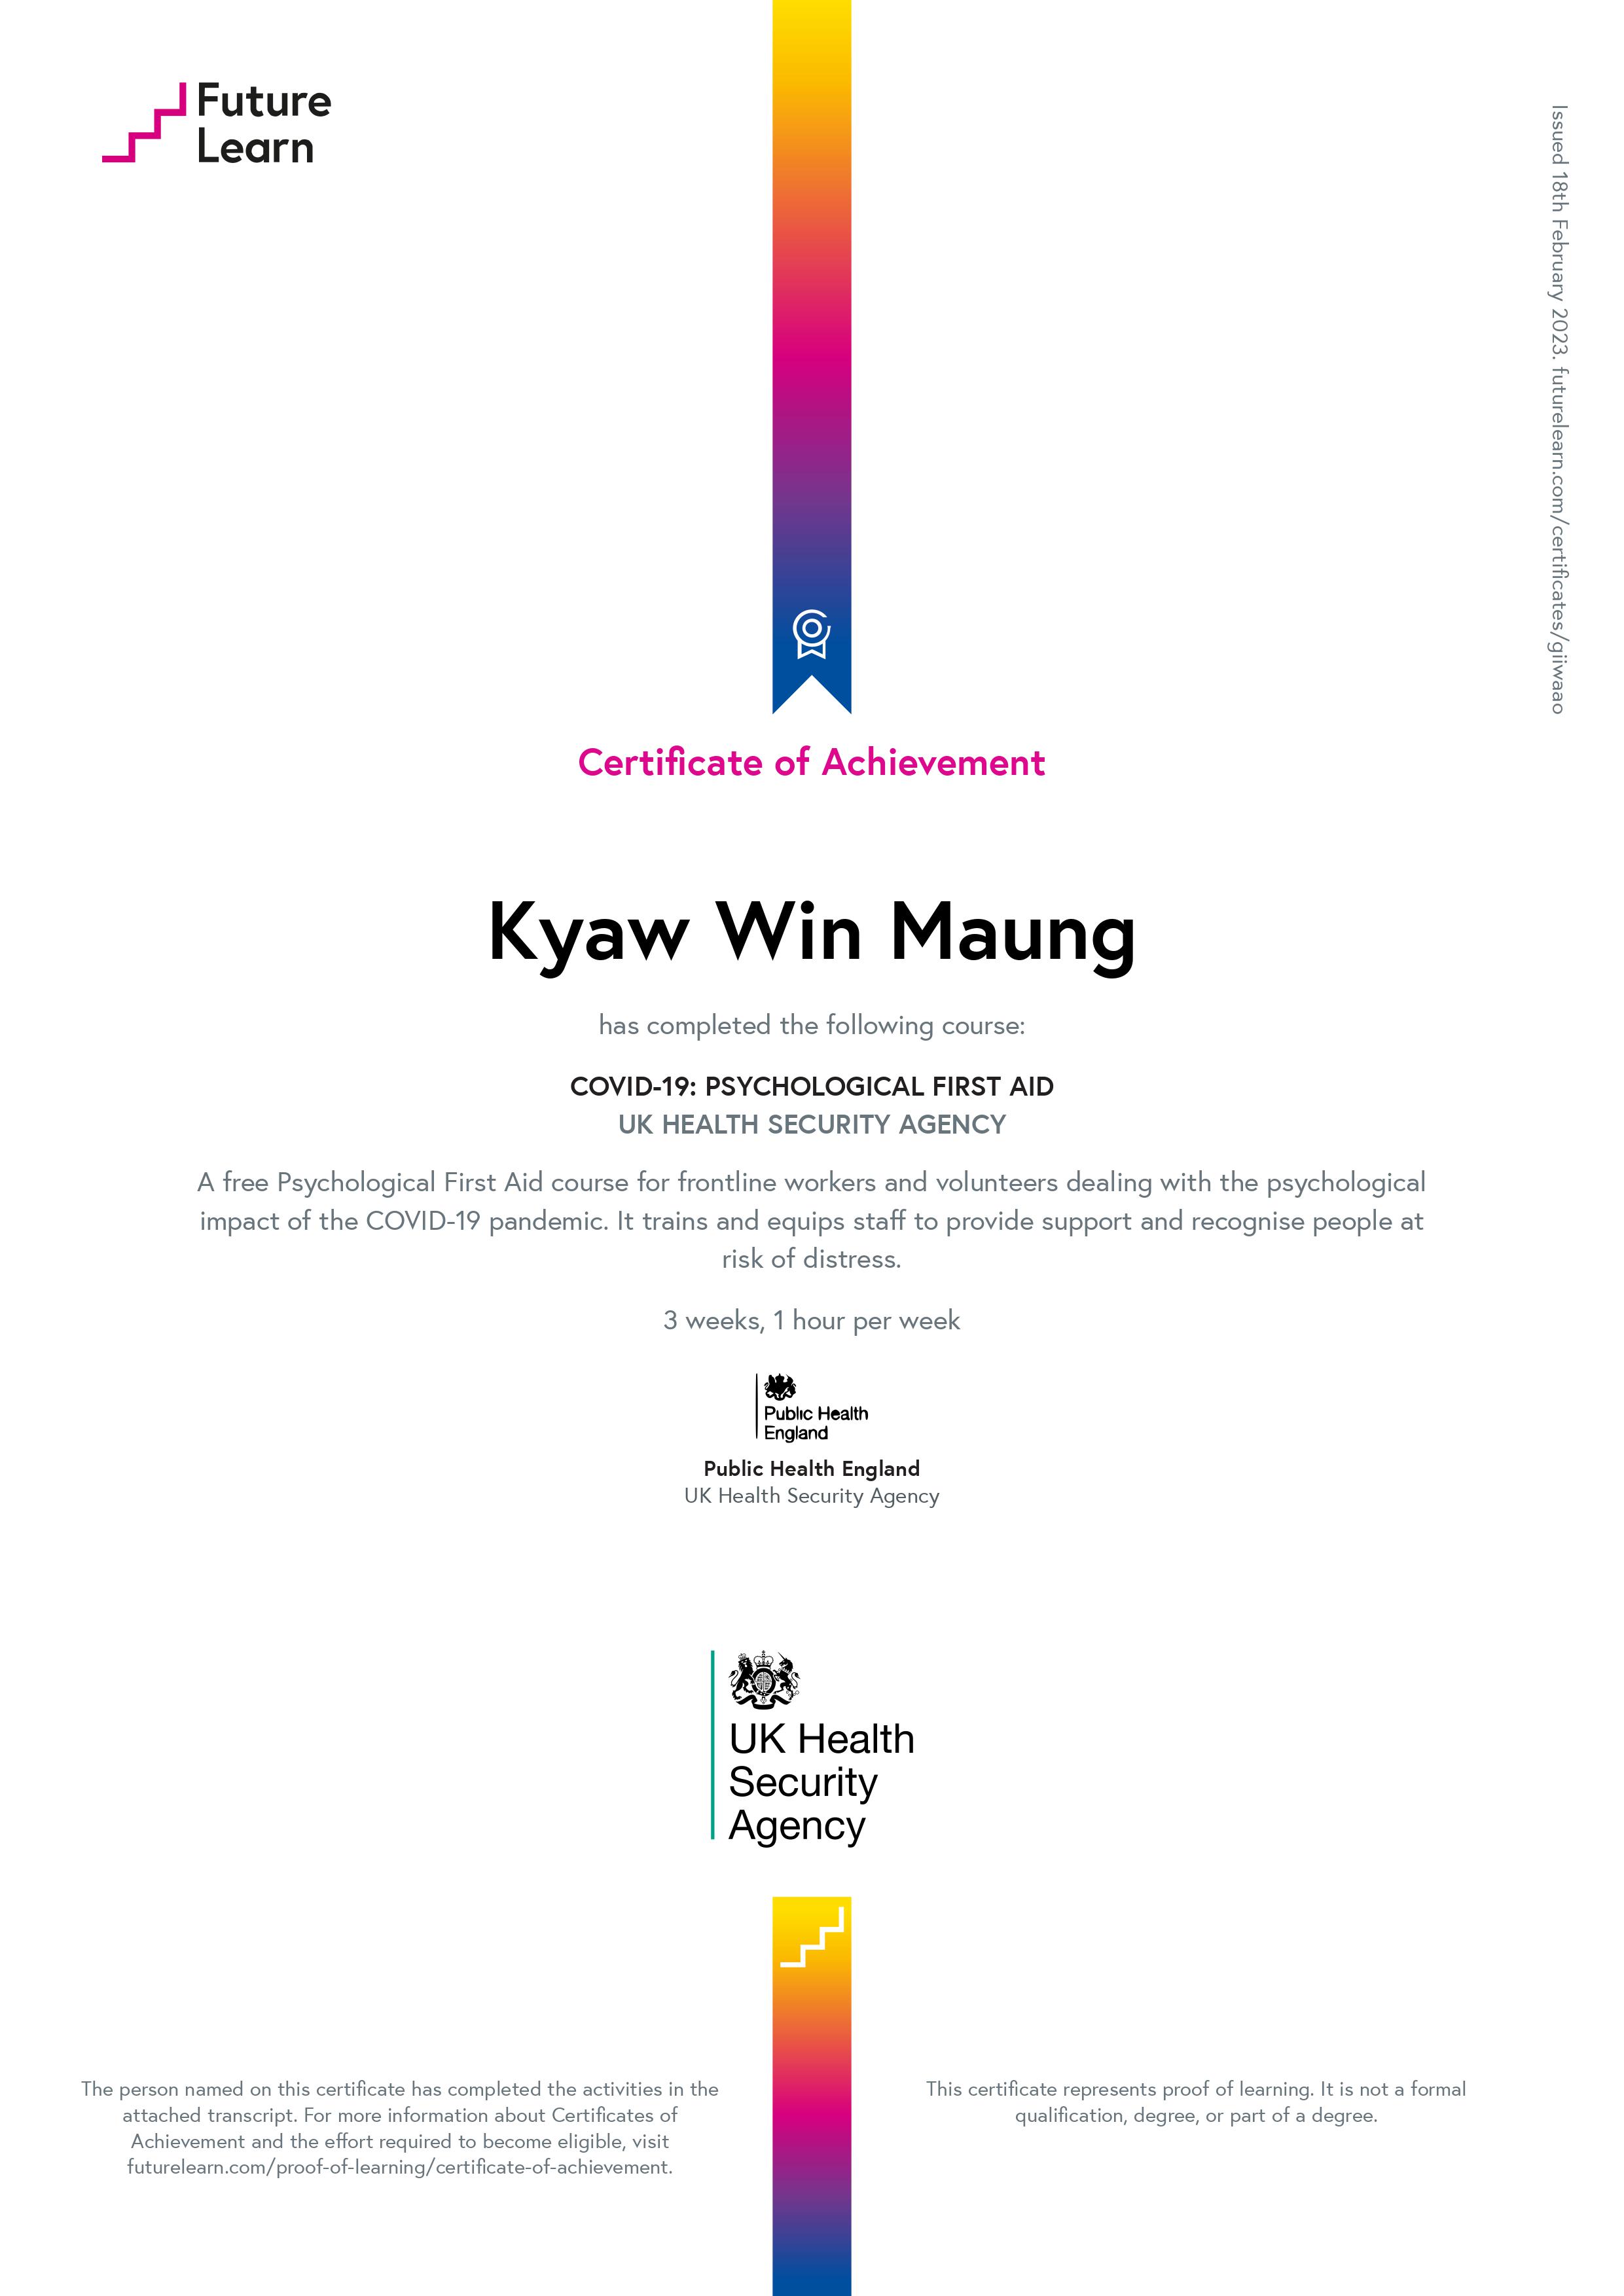 Future
Learn
Issued 18th February 2023. futurelearn.com/certificates/giiwaao
Certificate of Achievement
Kyaw Win Maung
has completed the following course:
COVID-19: PSYCHOLOGICAL FIRST AID
UK HEALTH SECURITY AGENCY
A free Psychological First Aid course for frontline workers and volunteers dealing with the psychological
impact of the COVID-19 pandemic. It trains and equips staff to provide support and recognise people at
risk of distress.
3 weeks, 1 hour per week
Public Health
England
Public Health England
UK Health Security Agency
UK Health
Security
Agency
The person named on this certificate has completed the activities in the
attached transcript. For more information about Certificates of
Achievement and the effort required to become eligible, visit
futurelearn.com/proof-of-learning/certificate-of-achievement.
This certificate represents proof of learning. It is not a formal
qualification, degree, or part of a degree.